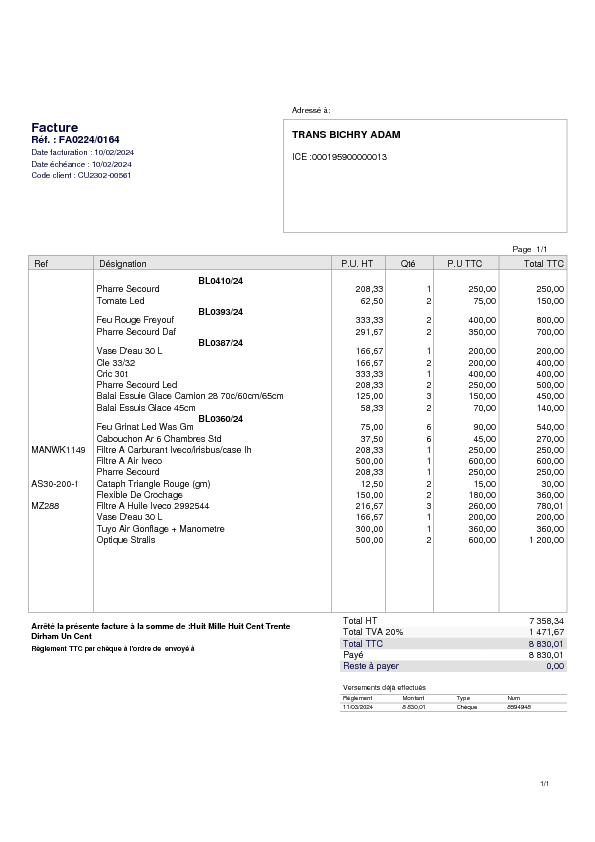 Adressé à:
Facture
Réf. : FA0224/0164
Date facturation : 10/02/2024
Date échéance : 10/02/2024
Code client : CU2302-00561
TRANS BICHRY ADAM
ICE :000195900000013
Page 1/1
Ref Désignation P.U. HT Qté P.U TTC Total TTC
BL0410/24
Pharre Secourd 208,33 1 250,00 250,00
Tomate Led 62,50 2 75,00 150,00
BL0393/24
Feu Rouge Freyouf 333,33 2 400,00 800,00
Pharre Secourd Daf 291,67 2 350,00 700,00
BL0387/24
Vase D'eau 30 L 166,67 1 200,00 200,00
Cle 33/32 166,67 2 200,00 400,00
Cric 30t 333,33 1 400,00 400,00
Pharre Secourd Led 208,33 2 250,00 500,00
Balai Essuie Glace Camion 28 70c/60cm/65cm 125,00 3 150,00 450,00
Balai Essuis Glace 45cm 58,33 2 70,00 140,00
BL0360/24
Feu Grinat Led Was Gm 75,00 6 90,00 540,00
Cabouchon Ar 6 Chambres Std 37,50 6 45,00 270,00
MANWK1149 Filtre A Carburant Iveco/irisbus/case Ih 208,33 1 250,00 250,00
Filtre A Air Iveco 500,00 1 600,00 600,00
Pharre Secourd 208,33 1 250,00 250,00
AS30-200-1 Cataph Triangle Rouge (gm) 12,50 2 15,00 30,00
Flexible De Crochage 150,00 2 180,00 360,00
MZ288 Filtre A Huile Iveco 2992544 216,67 3 260,00 780,01
Vase D'eau 30 L 166,67 1 200,00 200,00
Tuyo Air Gonflage + Manometre 300,00 1 360,00 360,00
Optique Stralis 500,00 2 600,00 1 200,00
Arrêté la présente facture à la somme de :Huit Mille Huit Cent Trente
Dirham Un Cent
Règlement TTC par chèque à l'ordre de envoyé à
Total HT 7 358,34
Total TVA 20% 1 471,67
Total TTC 8 830,01
Payé 8 830,01
Reste à payer 0,00
Versements déjà effectués
Règlement Montant Type Num
11/03/2024 8 830,01 Chèque 8894948
1/1